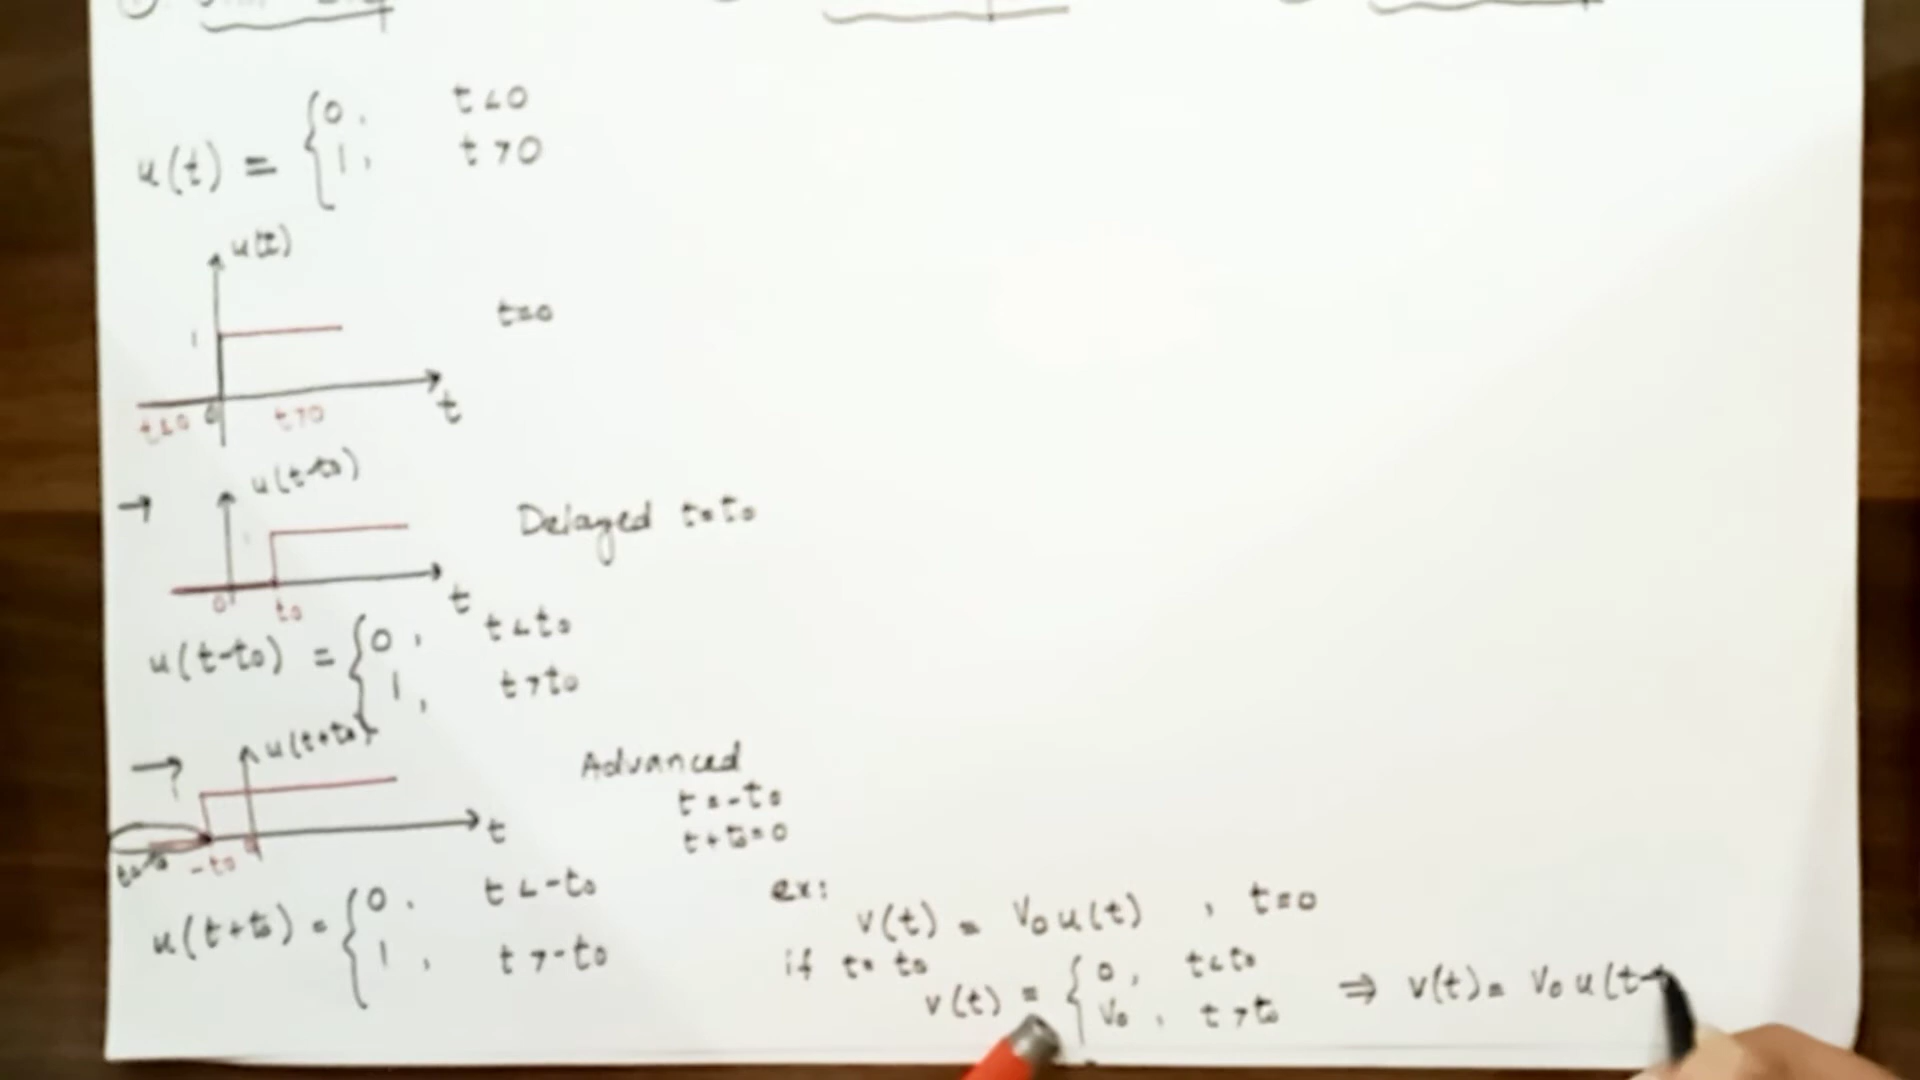 u(t) = { 0, t<0
1, t>0
u(t)
1
t=0
t<0 0 t>0 t
→ u(t-t0)
1
Delayed t=t0
0 t0 t
u(t-t0) = { 0, t<t0
1, t>t0
→ u(t+t0)
Advanced
t=-t0
t+t0=0
-t0 0 t
u(t+t0) = { 0, t<-t0
1, t>-t0
ex:
v(t) = V0 u(t) , t=0
if t=t0
v(t) = { 0, t<t0
V0, t>t0
⇒ v(t) = V0 u(t-